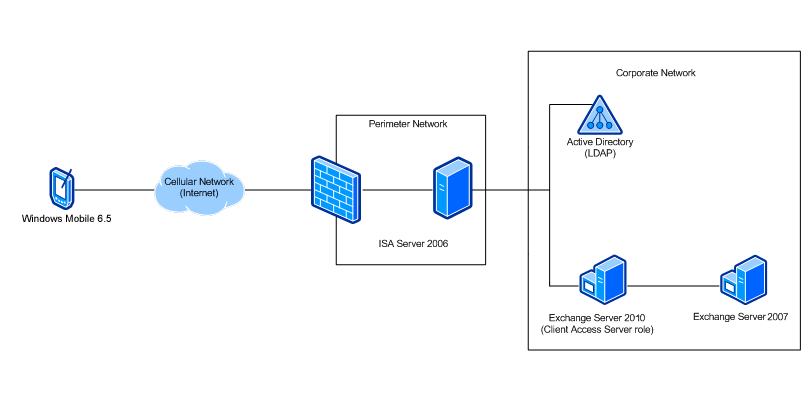 Corporate Network
Perimeter Network
Active Directory
(LDAP)
Cellular Network
(Internet)
Windows Mobile 6.5
ISA Server 2006
Exchange Server 2010
(Client Access Server role)
Exchange Server 2007